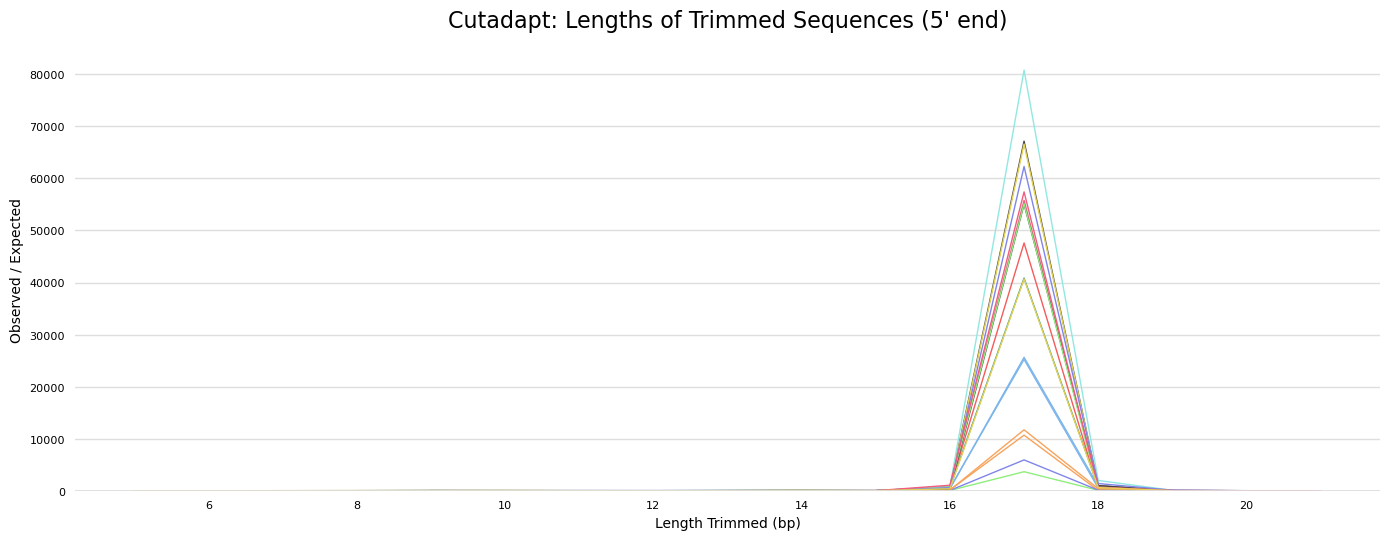 Cutadapt: Lengths of Trimmed Sequences (5' end)
80000
70000
60000
50000
40000
30000
20000
10000
0
Observed / Expected
6 8 10 12 14 16 18 20
Length Trimmed (bp)